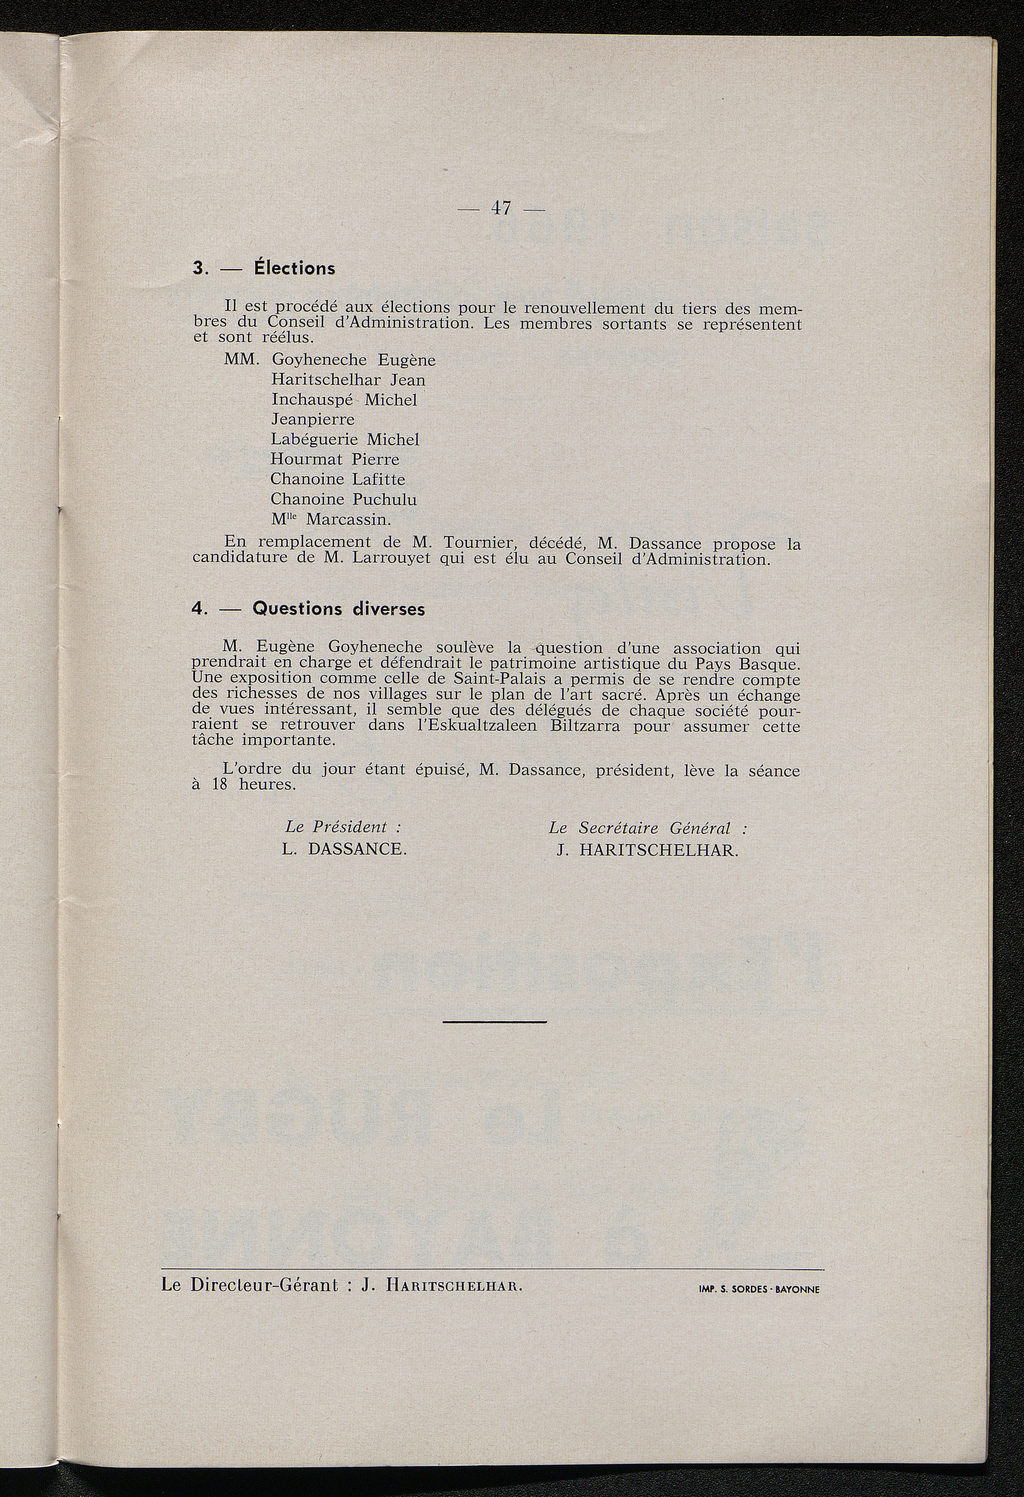 — 47 —
3. — Élections
Il est procédé aux élections pour le renouvellement du tiers des mem-
bres du Conseil d'Administration. Les membres sortants se représentent
et sont réélus.
MM. Goyheneche Eugène
Haritschelhar Jean
Inchauspé Michel
Jeanpierre
Labéguerie Michel
Hourmat Pierre
Chanoine Lafitte
Chanoine Puchulu
Mlle Marcassin.
En remplacement de M. Tournier, décédé, M. Dassance propose la
candidature de M. Larrouyet qui est élu au Conseil d'Administration.
4. — Questions diverses
M. Eugène Goyheneche soulève la question d'une association qui
prendrait en charge et défendrait le patrimoine artistique du Pays Basque.
Une exposition comme celle de Saint-Palais a permis de se rendre compte
des richesses de nos villages sur le plan de l'art sacré. Après un échange
de vues intéressant, il semble que des délégués de chaque société pour-
raient se retrouver dans l'Eskualtzaleen Biltzarra pour assumer cette
tâche importante.
L'ordre du jour étant épuisé, M. Dassance, président, lève la séance
à 18 heures.
Le Président : Le Secrétaire Général :
L. DASSANCE. J. HARITSCHELHAR.
Le Directeur-Gérant : J. HARITSCHELHAR. IMP. S. SORDES - BAYONNE